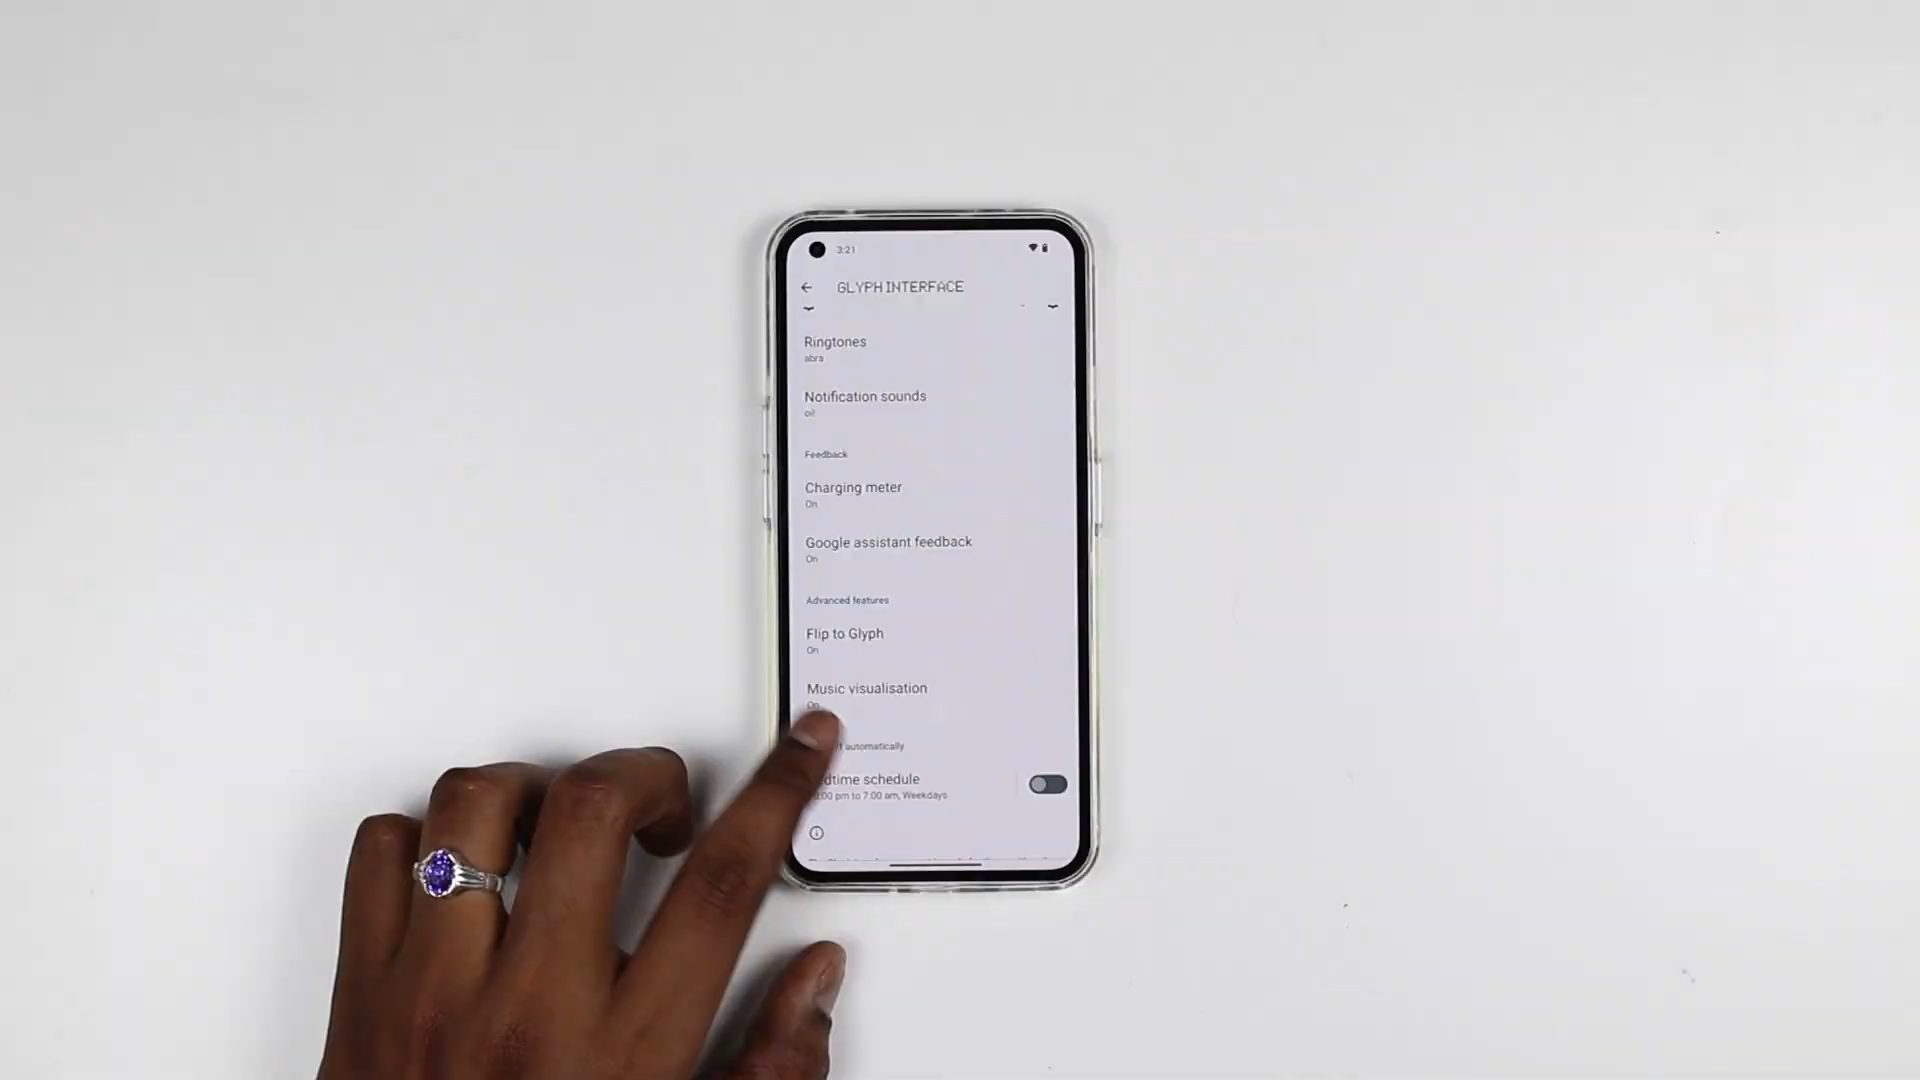 3:21
GLYPH INTERFACE
Ringtones
abra
Notification sounds
oi!
Feedback
Charging meter
On
Google assistant feedback
On
Advanced features
Flip to Glyph
On
Music visualisation
On
automatically
schedule
pm to 7:00 am, Weekdays